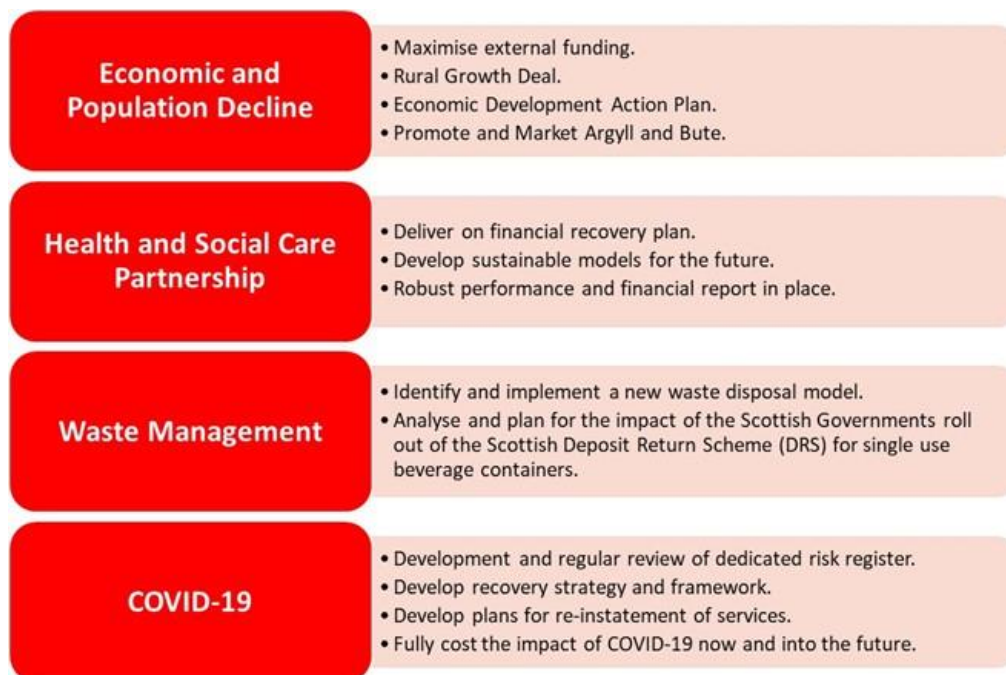 Economic and
Population Decline
• Maximise external funding.
• Rural Growth Deal.
• Economic Development Action Plan.
• Promote and Market Argyll and Bute.
Health and Social Care
Partnership
• Deliver on financial recovery plan.
• Develop sustainable models for the future.
• Robust performance and financial report in place.
Waste Management
• Identify and implement a new waste disposal model.
• Analyse and plan for the impact of the Scottish Governments roll
out of the Scottish Deposit Return Scheme (DRS) for single use
beverage containers.
COVID-19
• Development and regular review of dedicated risk register.
• Develop recovery strategy and framework.
• Develop plans for re-instatement of services.
• Fully cost the impact of COVID-19 now and into the future.